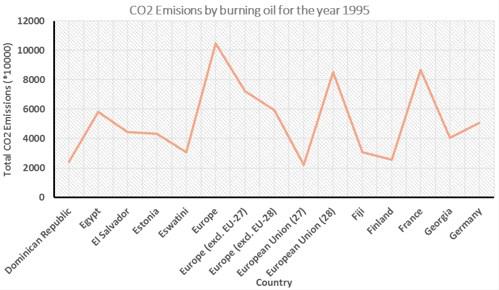 CO2 Emisions by burning oil for the year 1995
Total CO2 Emissions (*10000)
12000
10000
8000
6000
4000
2000
0
Dominican Republic
Egypt
El Salvador
Estonia
Eswatini
Europe
Europe (excl. EU-27)
Europe (excl. EU-28)
European Union (27)
European Union (28)
Fiji
Finland
France
Georgia
Germany
Country